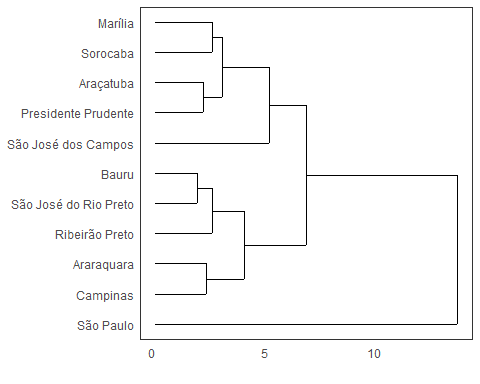 Marília
Sorocaba
Araçatuba
Presidente Prudente
São José dos Campos
Bauru
São José do Rio Preto
Ribeirão Preto
Araraquara
Campinas
São Paulo
0 5 10